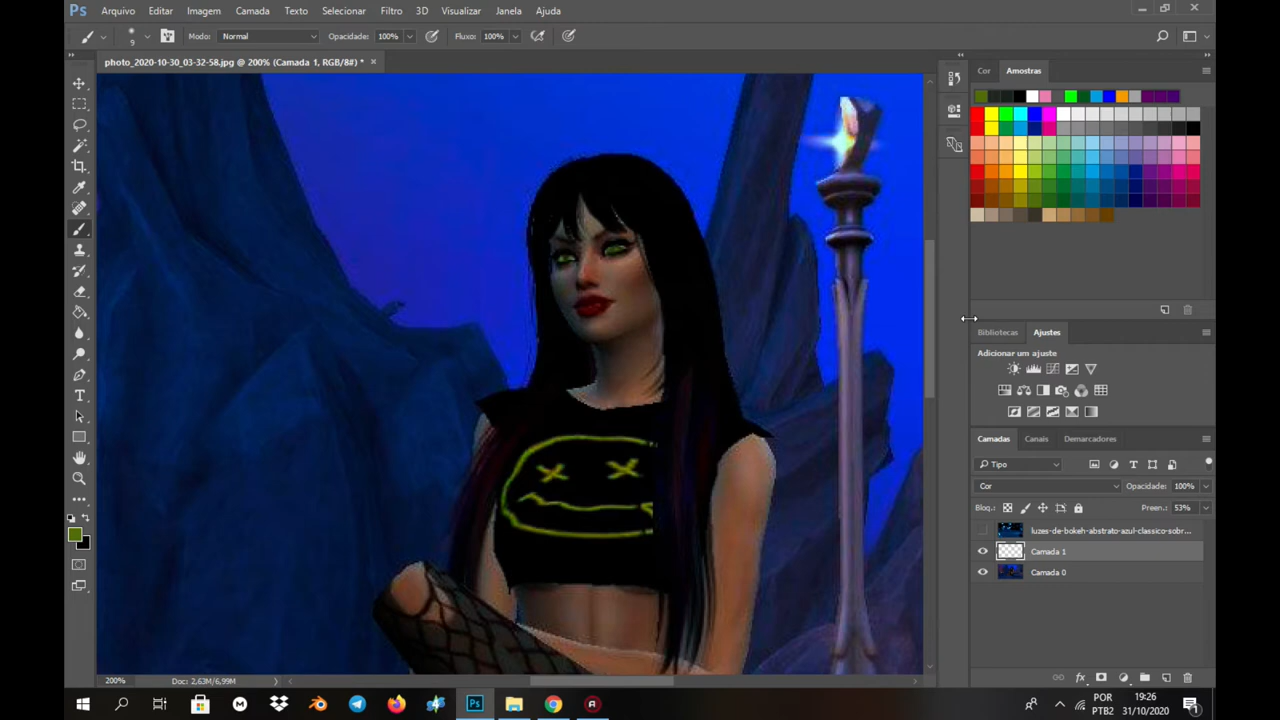 Ps Arquivo Editar Imagem Camada Texto Selecionar Filtro 3D Visualizar Janela Ajuda
9 Modo: Normal Opacidade: 100% Fluxo: 100%
photo_2020-10-30_03-32-58.jpg @ 200% (Camada 1, RGB/8#) * ×
Cor Amostras
Bibliotecas Ajustes
Adicionar um ajuste
Camadas Canais Demarcadores
Tipo
Cor Opacidade: 100%
Bloq.: Preen.: 53%
luzes-de-bokeh-abstrato-azul-classico-sobr...
Camada 1
Camada 0
200% Doc: 2,63M/6,99M
POR 19:26
PTB2 31/10/2020 1